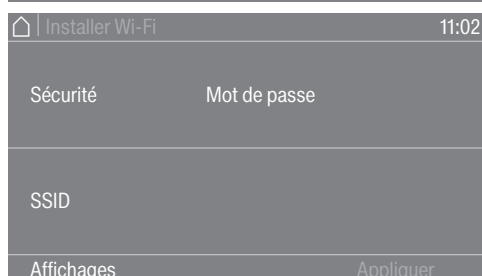 Installer Wi-Fi 11:02
Sécurité Mot de passe
SSID
Affichages Appliquer